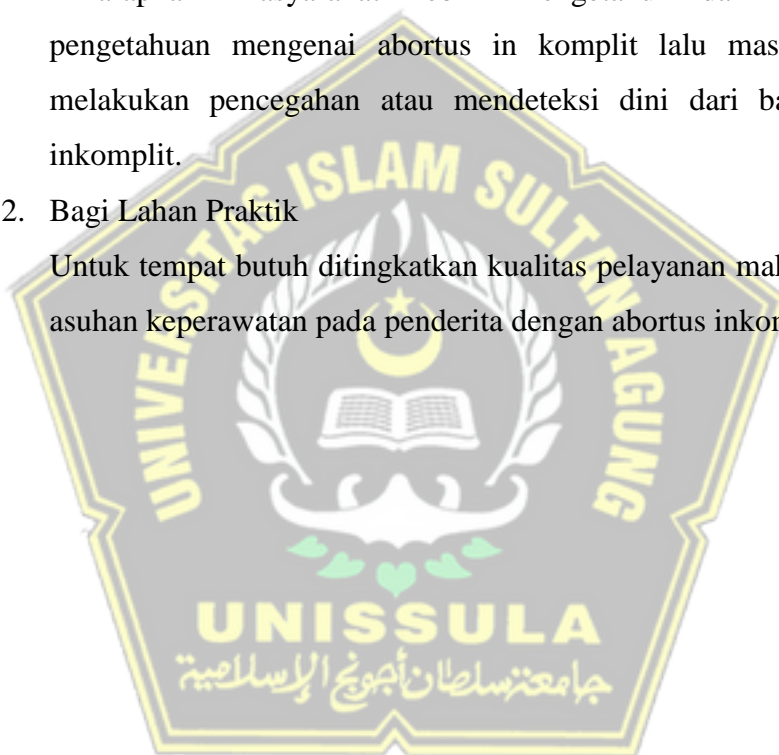 pengetahuan mengenai abortus in komplit lalu mas
melakukan pencegahan atau mendeteksi dini dari ba
inkomplit.
2. Bagi Lahan Praktik
Untuk tempat butuh ditingkatkan kualitas pelayanan mal
asuhan keperawatan pada penderita dengan abortus inkon
UNIVERSITAS ISLAM SULTAN AGUNG
UNISSULA
جامعة سلطان أجونج الإسلامية